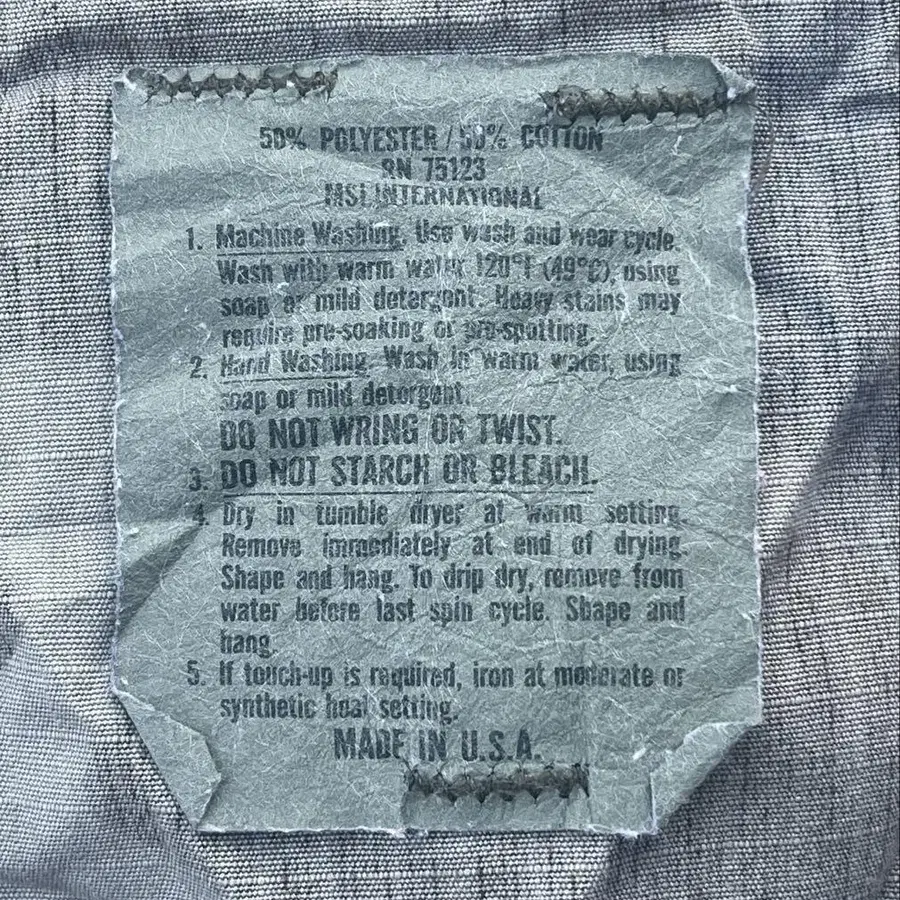 50% POLYESTER / 50% COTTON
RN 75123
MSI INTERNATIONAL
1. Machine Washing. Use wash and wear cycle.
Wash with warm water 120°F (49°C), using
soap or mild detergent. Heavy stains may
require pre-soaking or pre-spotting.
2. Hand Washing. Wash in warm water, using
soap or mild detergent.
DO NOT WRING OR TWIST.
3. DO NOT STARCH OR BLEACH.
4. Dry in tumble dryer at warm setting.
Remove immediately at end of drying.
Shape and hang. To drip dry, remove from
water before last spin cycle. Shape and
hang.
5. If touch-up is required, iron at moderate or
synthetic heat setting.
MADE IN U.S.A.